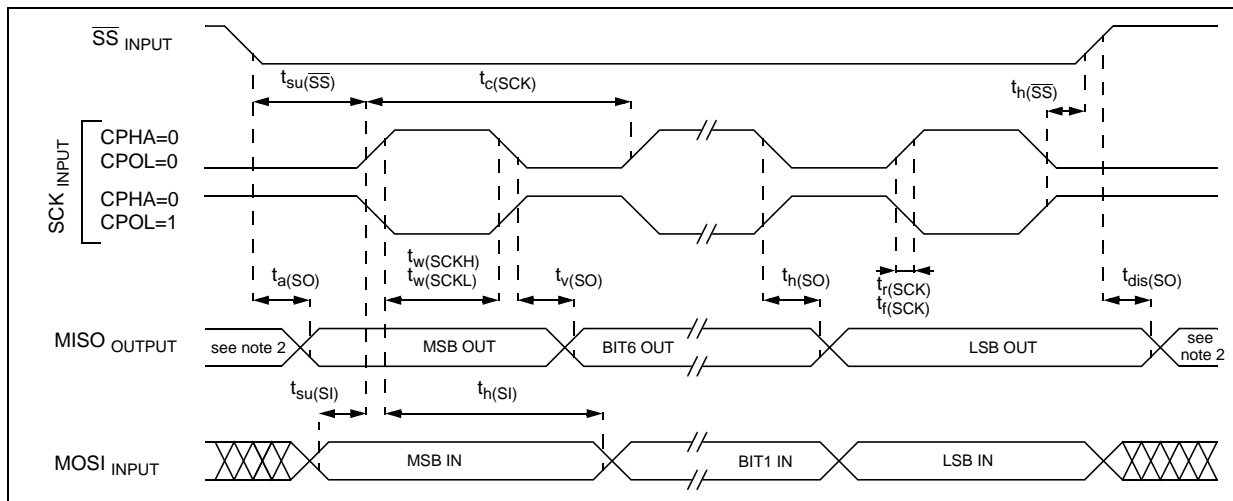 SS INPUT
tsu(SS)
tc(SCK)
th(SS)
SCK INPUT
CPHA=0
CPOL=0
CPHA=0
CPOL=1
ta(SO)
tw(SCKH)
tw(SCKL)
tv(SO)
th(SO)
tr(SCK)
tf(SCK)
tdis(SO)
MISO OUTPUT
see note 2
MSB OUT
BIT6 OUT
LSB OUT
see
note 2
tsu(SI)
th(SI)
MOSI INPUT
MSB IN
BIT1 IN
LSB IN